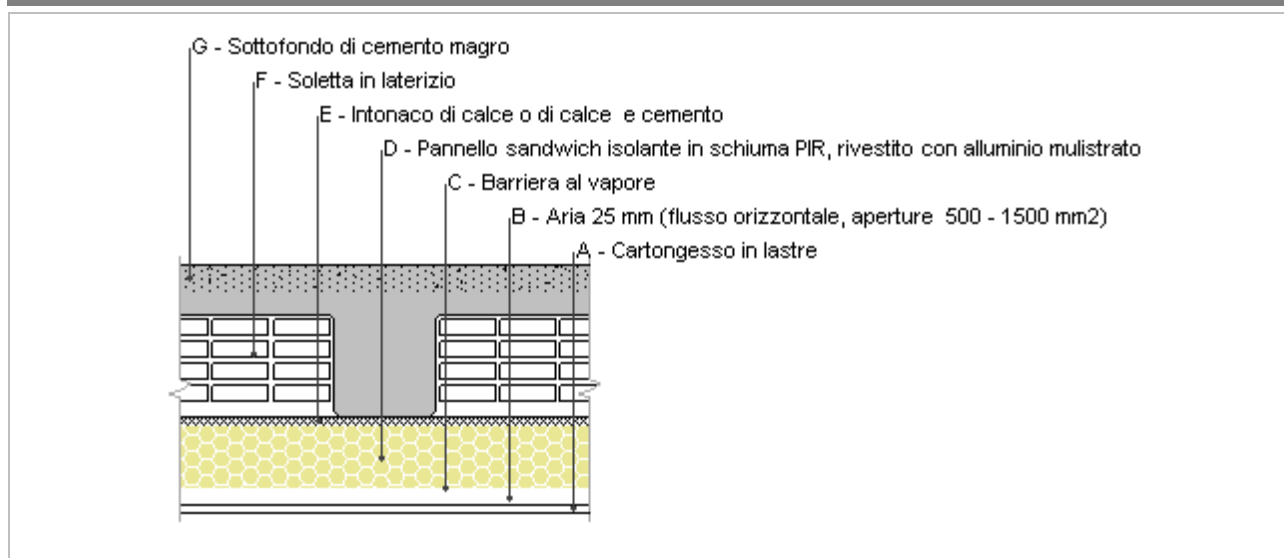 G - Sottofondo di cemento magro
F - Soletta in laterizio
E - Intonaco di calce o di calce e cemento
D - Pannello sandwich isolante in schiuma PIR, rivestito con alluminio mulistrato
C - Barriera al vapore
B - Aria 25 mm (flusso orizzontale, aperture 500 - 1500 mm2)
A - Cartongesso in lastre